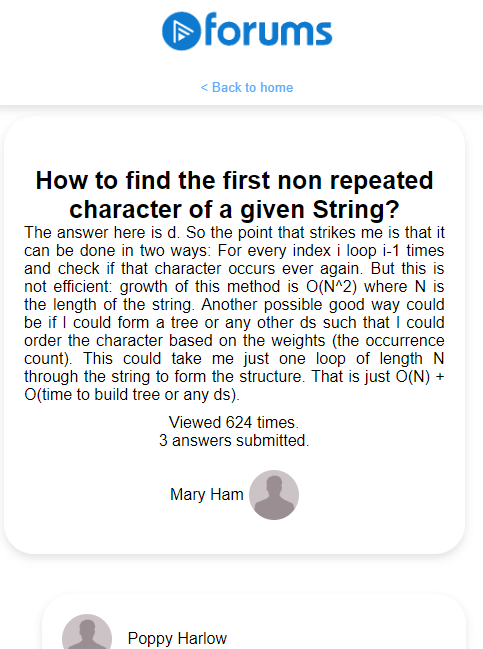 forums
< Back to home
How to find the first non repeated
character of a given String?
The answer here is d. So the point that strikes me is that it
can be done in two ways: For every index i loop i-1 times
and check if that character occurs ever again. But this is
not efficient: growth of this method is O(N^2) where N is
the length of the string. Another possible good way could
be if I could form a tree or any other ds such that I could
order the character based on the weights (the occurrence
count). This could take me just one loop of length N
through the string to form the structure. That is just O(N) +
O(time to build tree or any ds).
Viewed 624 times.
3 answers submitted.
Mary Ham
Poppy Harlow